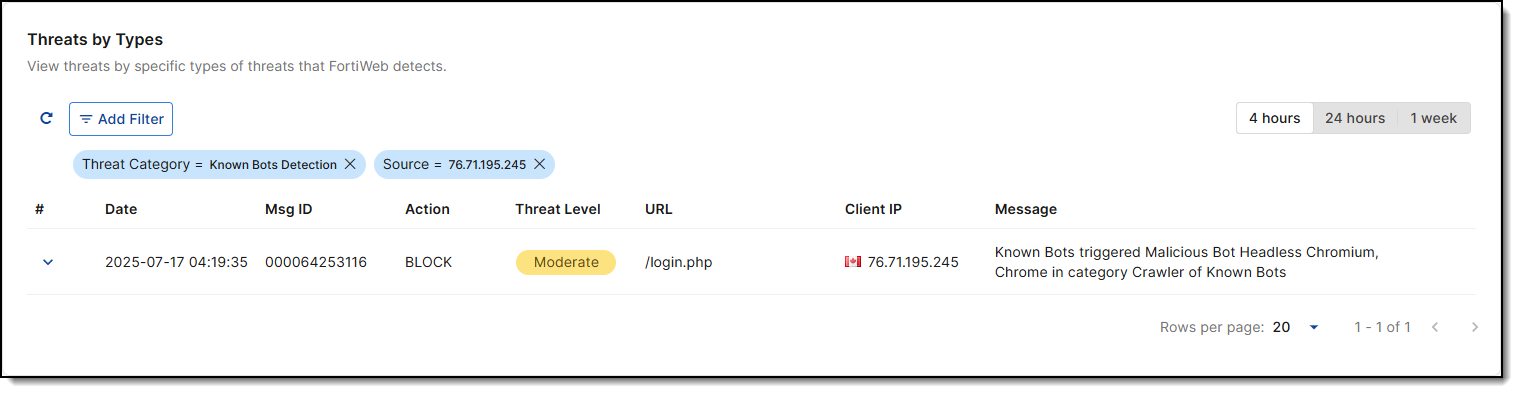 Threats by Types
View threats by specific types of threats that FortiWeb detects.
Add Filter
4 hours 24 hours 1 week
Threat Category = Known Bots Detection Source = 76.71.195.245
# Date Msg ID Action Threat Level URL Client IP Message
2025-07-17 04:19:35 000064253116 BLOCK Moderate /login.php 76.71.195.245 Known Bots triggered Malicious Bot Headless Chromium,
Chrome in category Crawler of Known Bots
Rows per page: 20 1 - 1 of 1